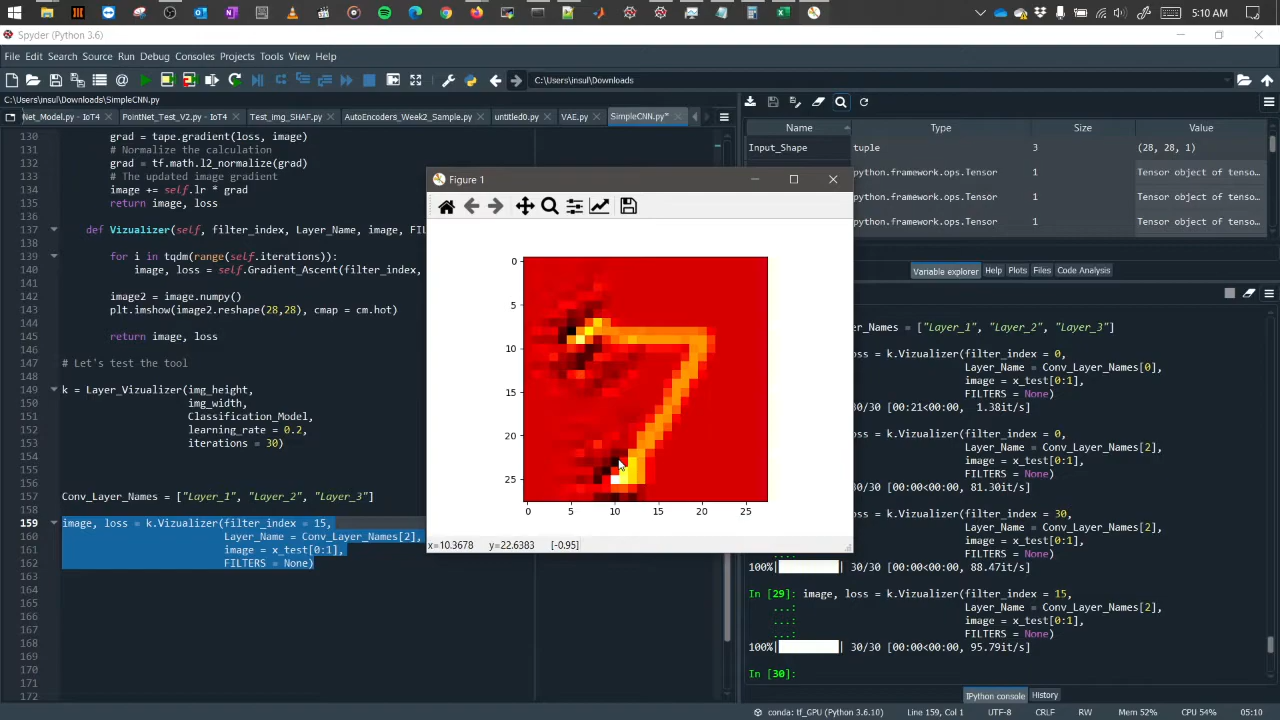 5:10 AM
Spyder (Python 3.6)
File Edit Search Source Run Debug Consoles Projects Tools View Help
C:\Users\insul\Downloads
C:\Users\insul\Downloads\SimpleCNN.py
Net_Model.py - IoT4 PointNet_Test_V2.py - IoT4 Test_img_SHAF.py AutoEncoders_Week2_Sample.py untitled0.py VAE.py SimpleCNN.py*
130 grad = tape.gradient(loss, image)
131 # Normalize the calculation
132 grad = tf.math.l2_normalize(grad)
133 # The updated image gradient
134 image += self.lr * grad
135 return image, loss
136
137 def Vizualizer(self, filter_index, Layer_Name, image, FIL
138
139 for i in tqdm(range(self.iterations)):
140 image, loss = self.Gradient_Ascent(filter_index,
141
142 image2 = image.numpy()
143 plt.imshow(image2.reshape(28,28), cmap = cm.hot)
144
145 return image, loss
146
147 # Let's test the tool
148
149 k = Layer_Vizualizer(img_height,
150 img_width,
151 Classification_Model,
152 learning_rate = 0.2,
153 iterations = 30)
154
155
156
157 Conv_Layer_Names = ["Layer_1", "Layer_2", "Layer_3"]
158
159 image, loss = k.Vizualizer(filter_index = 15,
160 Layer_Name = Conv_Layer_Names[2],
161 image = x_test[0:1],
162 FILTERS = None)
163
164
165
166
167
168
169
170
171
172
Figure 1
0
5
10
15
20
25
0 5 10 15 20 25
x=10.3678 y=22.6383 [-0.95]
Name Type Size Value
Input_Shape tuple 3 (28, 28, 1)
python.framework.ops.Tensor 1 Tensor object of tenso…
python.framework.ops.Tensor 1 Tensor object of tenso…
python.framework.ops.Tensor 1 Tensor object of tenso…
Variable explorer Help Plots Files Code Analysis
yer_Names = ["Layer_1", "Layer_2", "Layer_3"]
loss = k.Vizualizer(filter_index = 0,
Layer_Name = Conv_Layer_Names[0],
image = x_test[0:1],
FILTERS = None)
30/30 [00:21<00:00, 1.38it/s]
loss = k.Vizualizer(filter_index = 0,
Layer_Name = Conv_Layer_Names[2],
image = x_test[0:1],
FILTERS = None)
30/30 [00:00<00:00, 81.30it/s]
loss = k.Vizualizer(filter_index = 30,
Layer_Name = Conv_Layer_Names[2],
image = x_test[0:1],
...: FILTERS = None)
100%| | 30/30 [00:00<00:00, 88.47it/s]
In [29]: image, loss = k.Vizualizer(filter_index = 15,
...: Layer_Name = Conv_Layer_Names[2],
...: image = x_test[0:1],
...: FILTERS = None)
100%| | 30/30 [00:00<00:00, 95.79it/s]
In [30]:
IPython console History
conda: tf_GPU (Python 3.6.10) Line 159, Col 1 UTF-8 CRLF RW Mem 52% CPU 54% 05:10